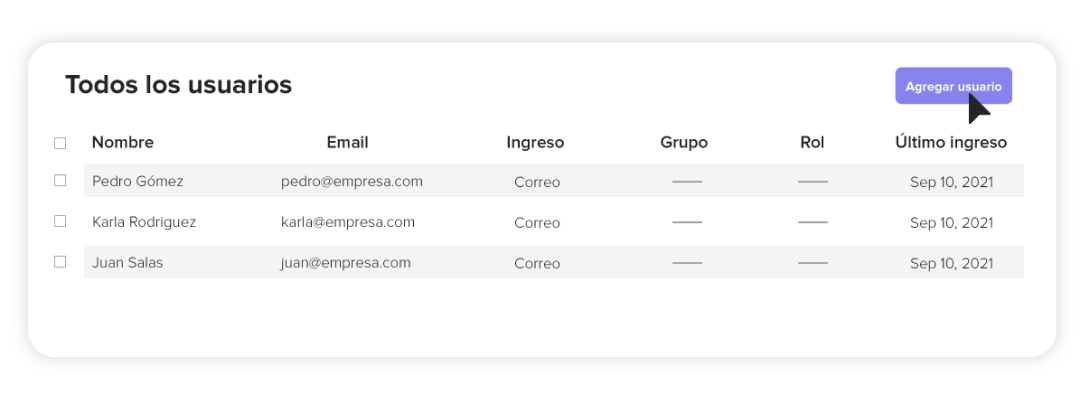 Todos los usuarios
Agregar usuario
Nombre Email Ingreso Grupo Rol Último ingreso
Pedro Gómez pedro@empresa.com Correo —— —— Sep 10, 2021
Karla Rodriguez karla@empresa.com Correo —— —— Sep 10, 2021
Juan Salas juan@empresa.com Correo —— —— Sep 10, 2021